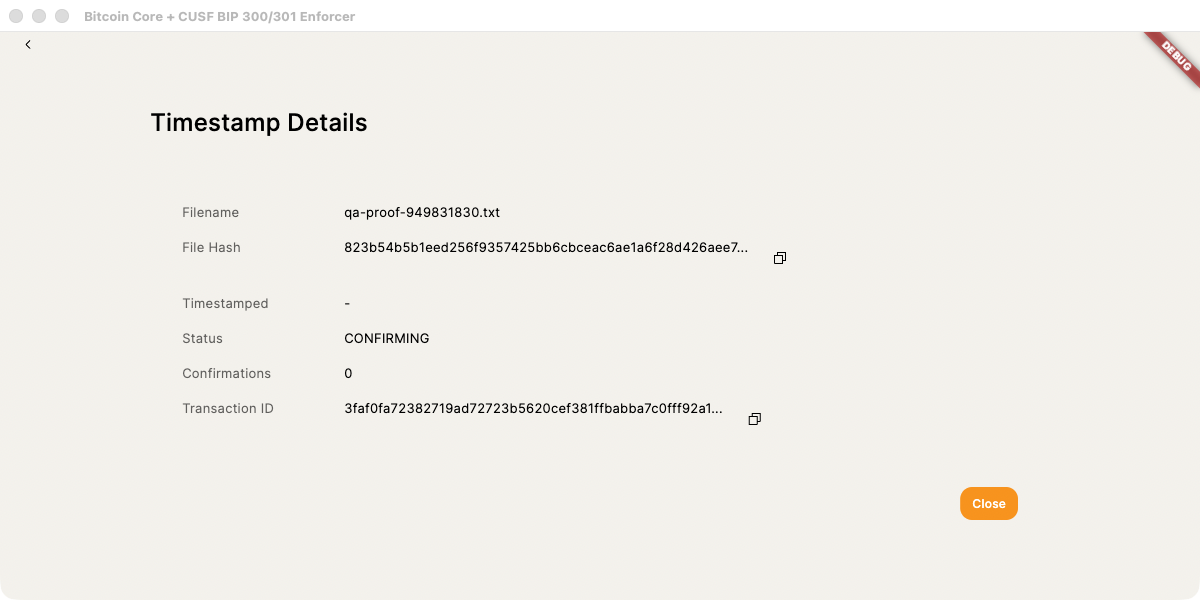 Bitcoin Core + CUSF BIP 300/301 Enforcer
DEBUG
Timestamp Details
Filename qa-proof-949831830.txt
File Hash 823b54b5b1eed256f9357425bb6cbceac6ae1a6f28d426aee7...
Timestamped -
Status CONFIRMING
Confirmations 0
Transaction ID 3faf0fa72382719ad72723b5620cef381ffbabba7c0fff92a1...
Close